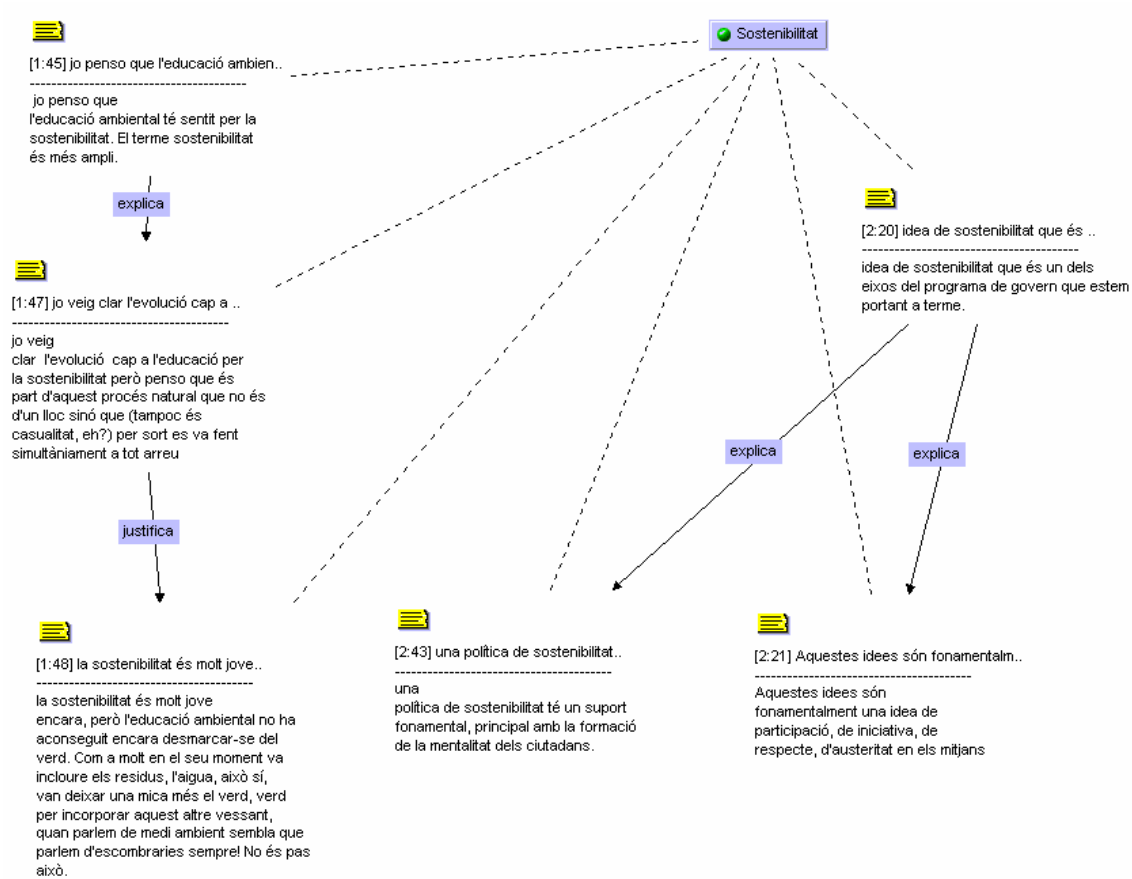 Sostenibilitat
[1:45] jo penso que l'educació ambien..
----------------------------------------
jo penso que
l'educació ambiental té sentit per la
sostenibilitat. El terme sostenibilitat
és més ampli.
explica
[1:47] jo veig clar l'evolució cap a ..
----------------------------------------
jo veig
clar l'evolució cap a l'educació per
la sostenibilitat però penso que és
part d'aquest procés natural que no és
d'un lloc sinó que (tampoc és
casualitat, eh?) per sort es va fent
simultàniament a tot arreu
justifica
[1:48] la sostenibilitat és molt jove..
----------------------------------------
la sostenibilitat és molt jove
encara, però l'educació ambiental no ha
aconseguit encara desmarcar-se del
verd. Com a molt en el seu moment va
incloure els residus, l'aigua, això sí,
van deixar una mica més el verd, verd
per incorporar aquest altre vessant,
quan parlem de medi ambient sembla que
parlem d'escombraries sempre! No és pas
això.
[2:20] idea de sostenibilitat que és ..
----------------------------------------
idea de sostenibilitat que és un dels
eixos del programa de govern que estem
portant a terme.
explica
explica
[2:43] una política de sostenibilitat..
----------------------------------------
una
política de sostenibilitat té un suport
fonamental, principal amb la formació
de la mentalitat dels ciutadans.
[2:21] Aquestes idees són fonamentalm..
----------------------------------------
Aquestes idees són
fonamentalment una idea de
participació, de iniciativa, de
respecte, d'austeritat en els mitjans